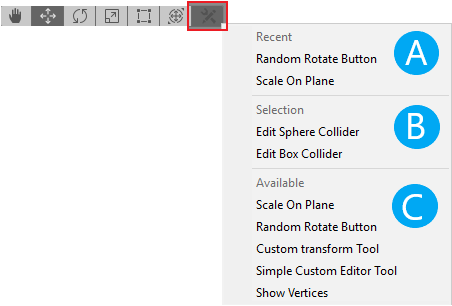 Recent
A
Random Rotate Button
Scale On Plane
Selection
B
Edit Sphere Collider
Edit Box Collider
Available
C
Scale On Plane
Random Rotate Button
Custom transform Tool
Simple Custom Editor Tool
Show Vertices